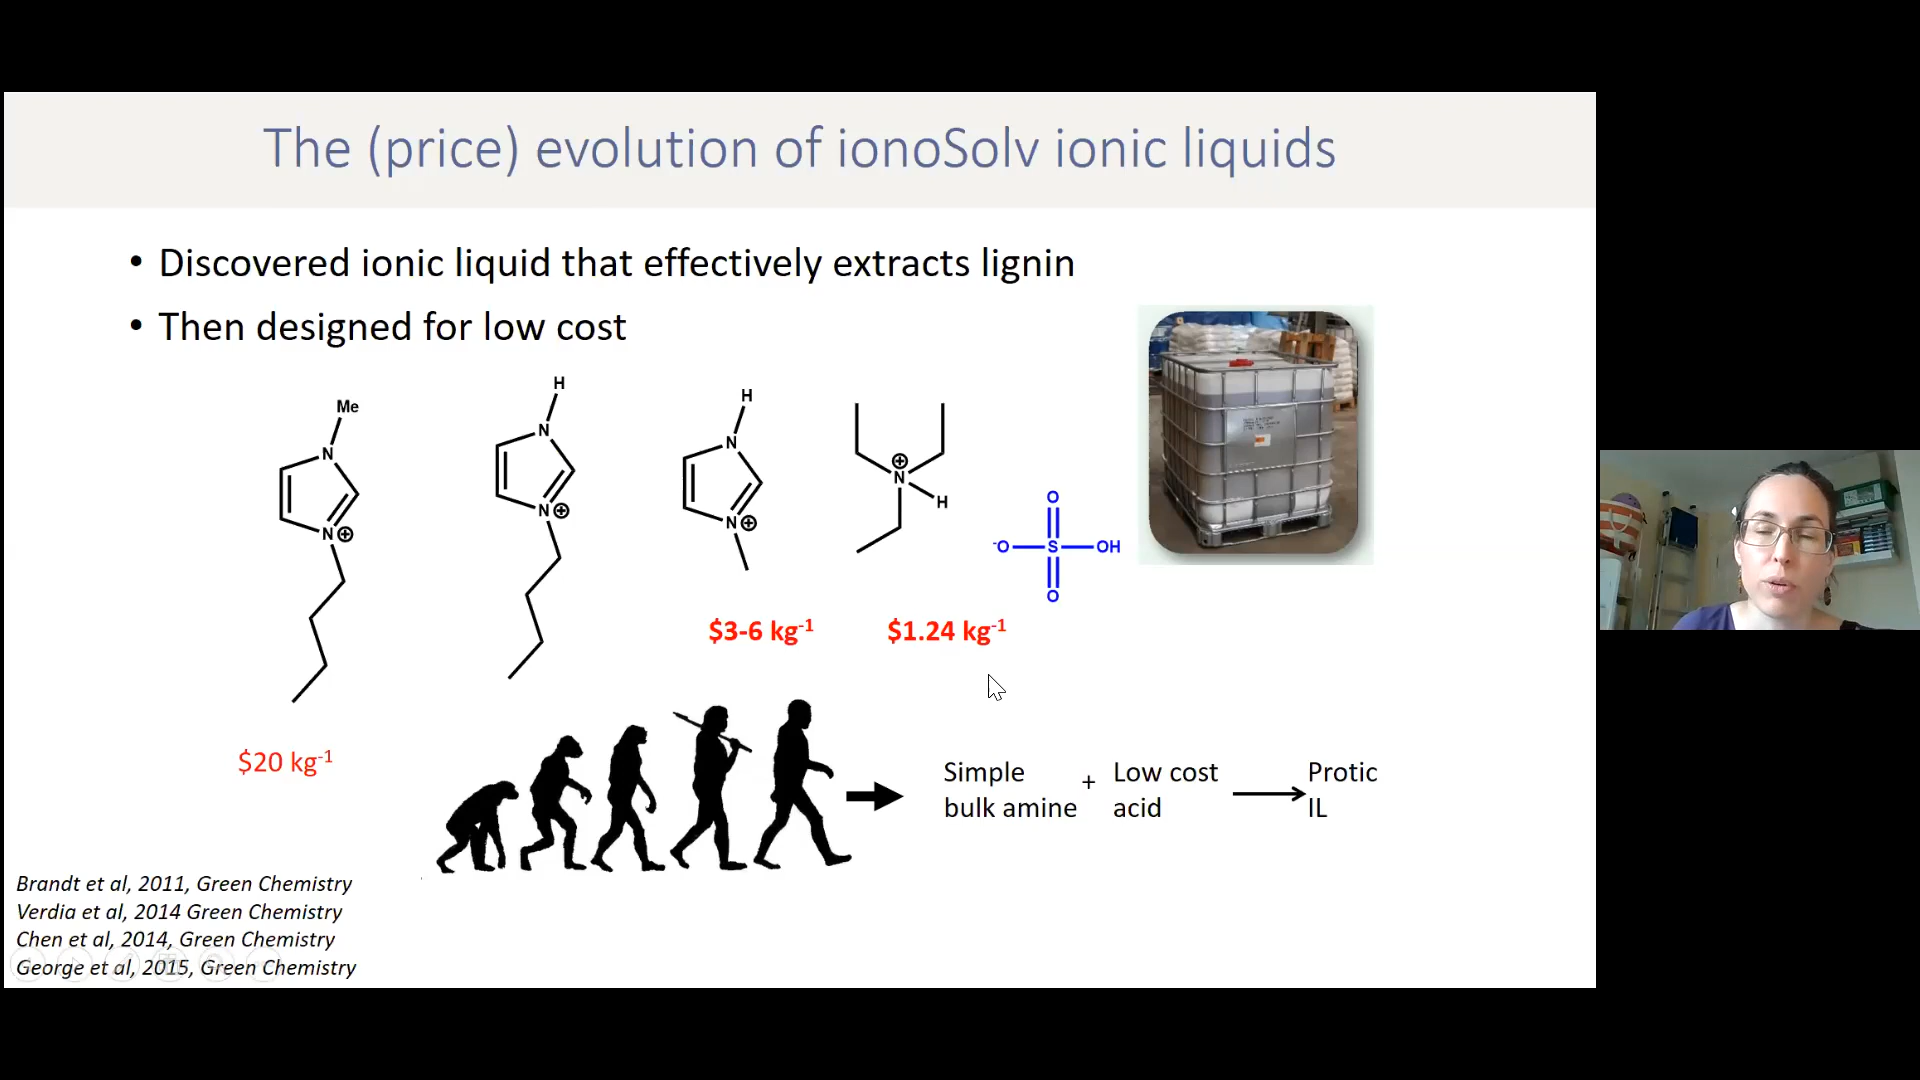 The (price) evolution of ionoSolv ionic liquids
• Discovered ionic liquid that effectively extracts lignin
• Then designed for low cost
Me
N
N⊕
H
N
N⊕
H
N
N⊕
⊕
N
H
O
⁻O S OH
O
$20 kg⁻¹
$3-6 kg⁻¹
$1.24 kg⁻¹
Simple
bulk amine
+
Low cost
acid
Protic
IL
Brandt et al, 2011, Green Chemistry
Verdia et al, 2014 Green Chemistry
Chen et al, 2014, Green Chemistry
George et al, 2015, Green Chemistry